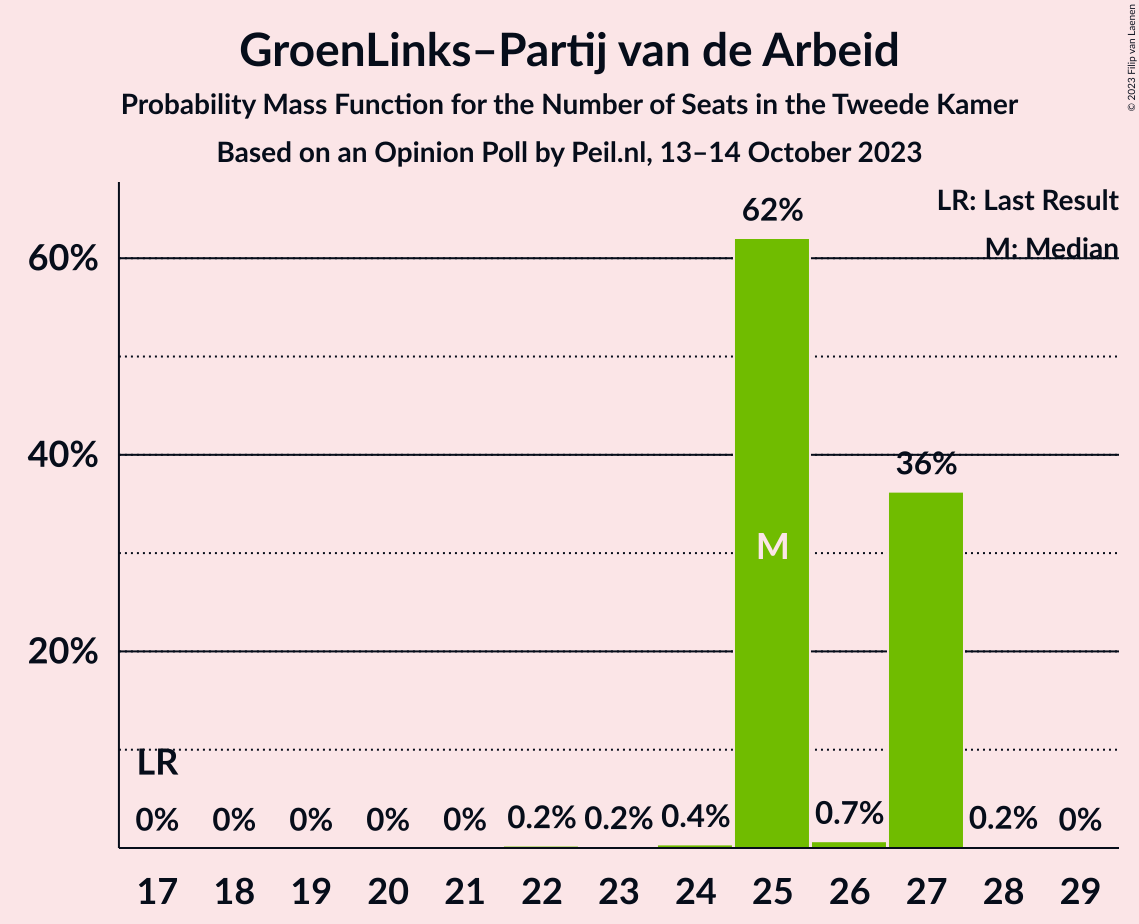 GroenLinks–Partij van de Arbeid
Probability Mass Function for the Number of Seats in the Tweede Kamer
Based on an Opinion Poll by Peil.nl, 13–14 October 2023
© 2023 Filip van Laenen
LR: Last Result
M: Median
60%
40%
20%
62%
36%
M
LR
0% 0% 0% 0% 0% 0.2% 0.2% 0.4% 0.7% 0.2% 0%
17 18 19 20 21 22 23 24 25 26 27 28 29